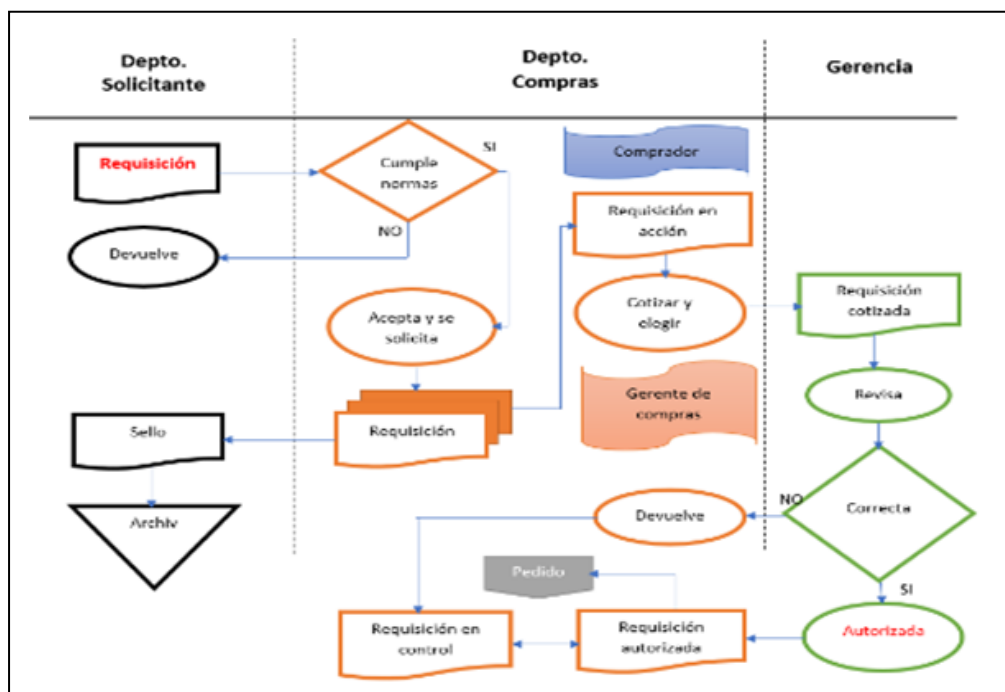 Depto.
Solicitante
Depto.
Compras
Gerencia
Requisición
Cumple
normas
SI
NO
Devuelve
Comprador
Requisición en
acción
Cotizar y
elegir
Requisición
cotizada
Acepta y se
solicita
Revisa
Gerente de
compras
Requisición
Sello
Archiv
Correcta
NO
SI
Devuelve
Pedido
Requisición en
control
Requisición
autorizada
Autorizada